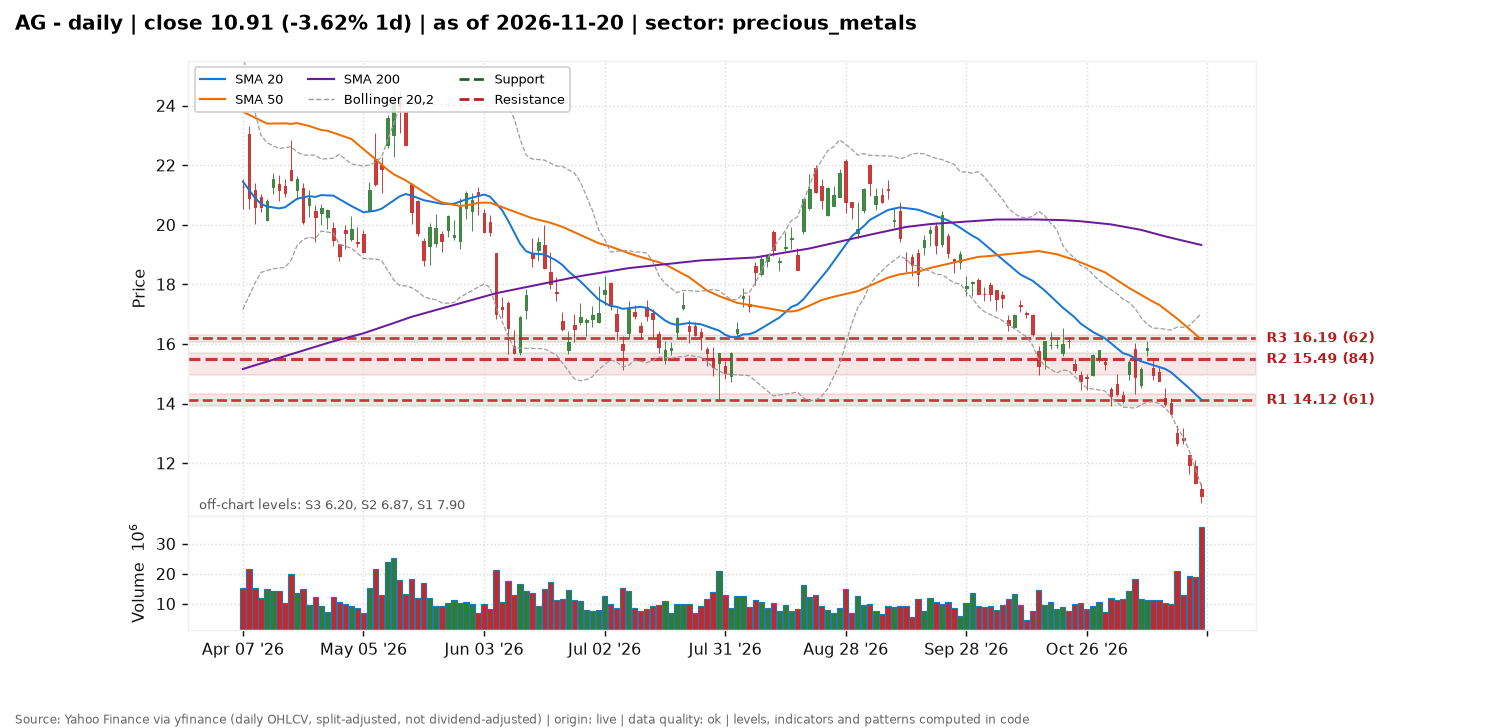 AG - daily | close 10.91 (-3.62% 1d) | as of 2026-11-20 | sector: precious_metals
SMA 20
SMA 50
SMA 200
Bollinger 20,2
Support
Resistance
Price
24
22
20
18
16
14
12
R3 16.19 (62)
R2 15.49 (84)
R1 14.12 (61)
off-chart levels: S3 6.20, S2 6.87, S1 7.90
Volume 10⁶
30
20
10
Apr 07 '26
May 05 '26
Jun 03 '26
Jul 02 '26
Jul 31 '26
Aug 28 '26
Sep 28 '26
Oct 26 '26
Source: Yahoo Finance via yfinance (daily OHLCV, split-adjusted, not dividend-adjusted) | origin: live | data quality: ok | levels, indicators and patterns computed in code